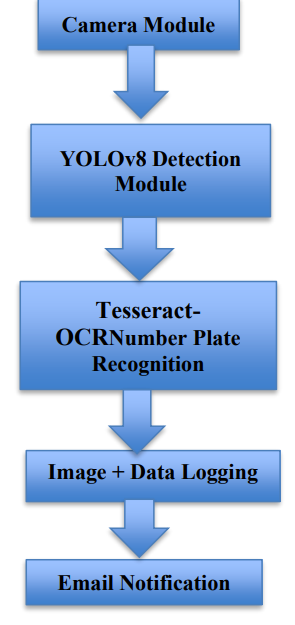 Camera Module
YOLOv8 Detection
Module
Tesseract-
OCRNumber Plate
Recognition
Image + Data Logging
Email Notification